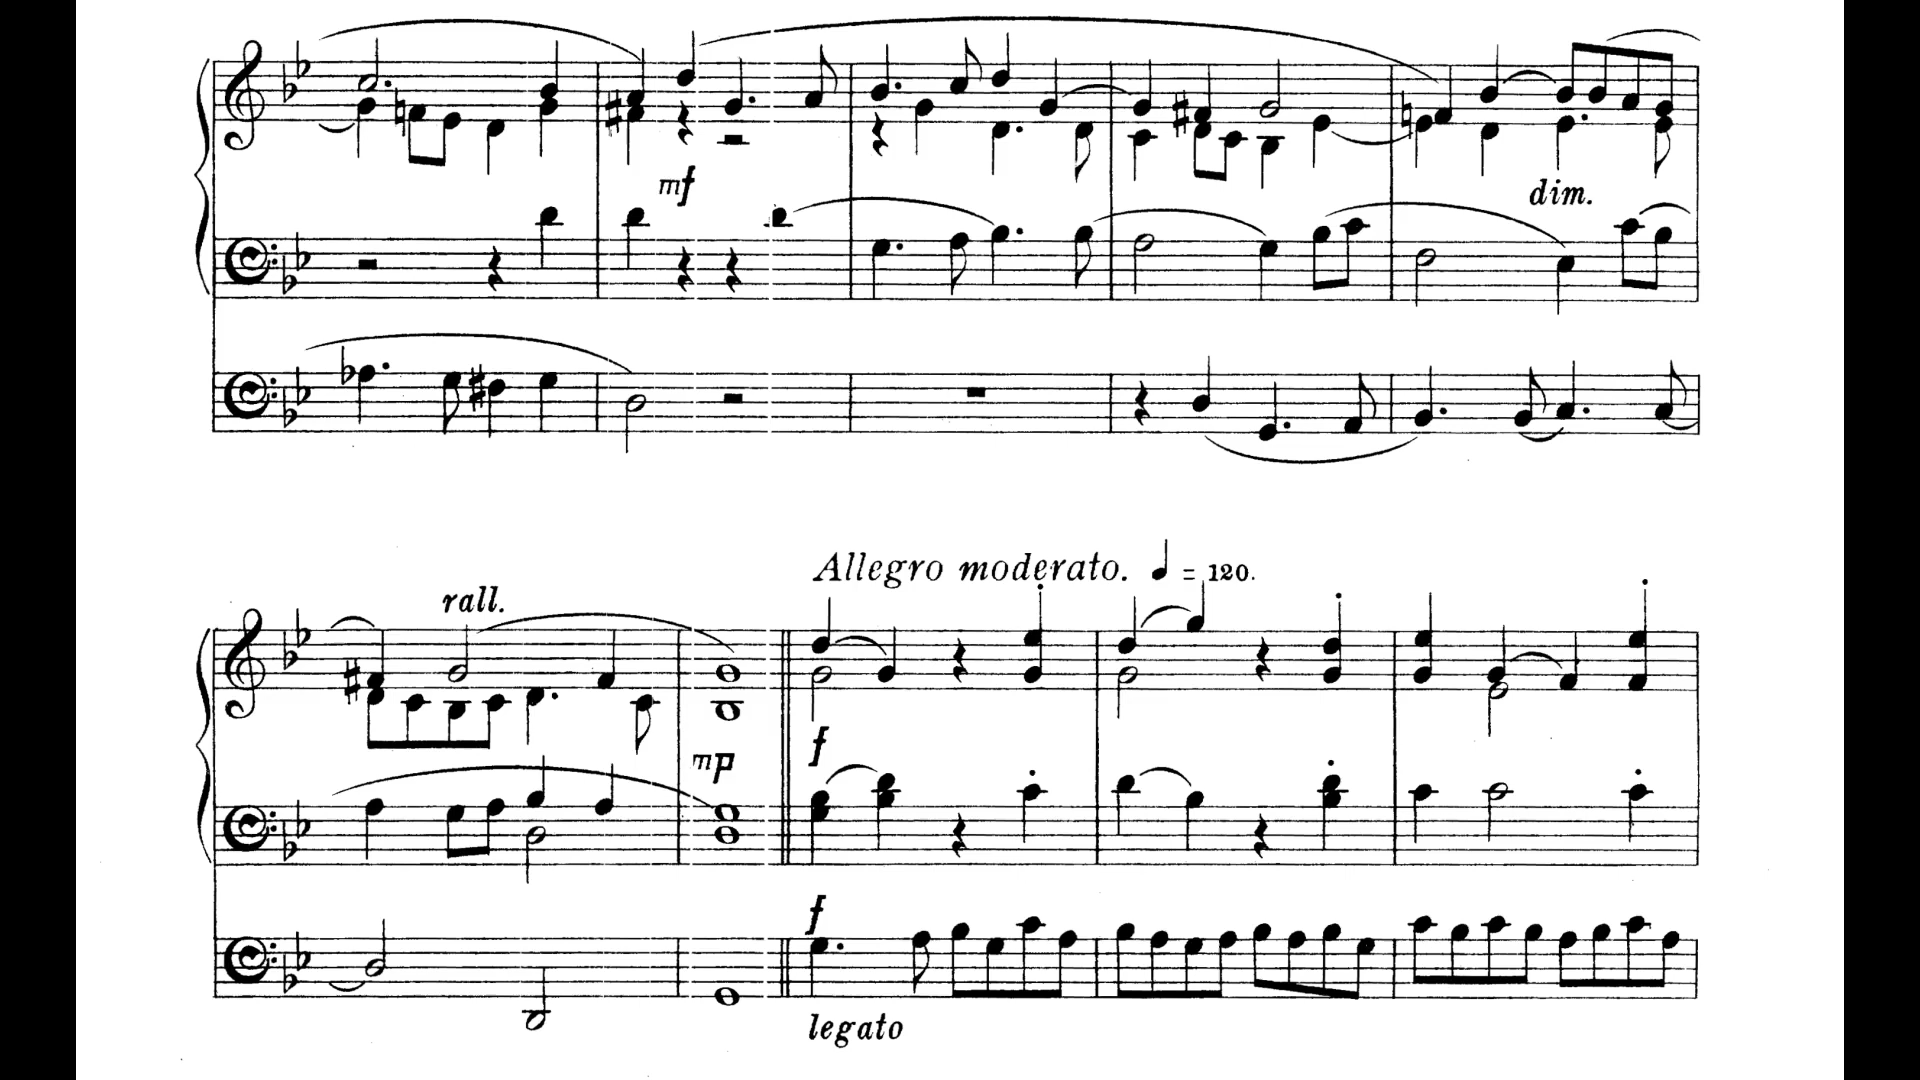 mf
dim.
Allegro moderato. ♩ = 120.
rall.
mp
f
f
legato